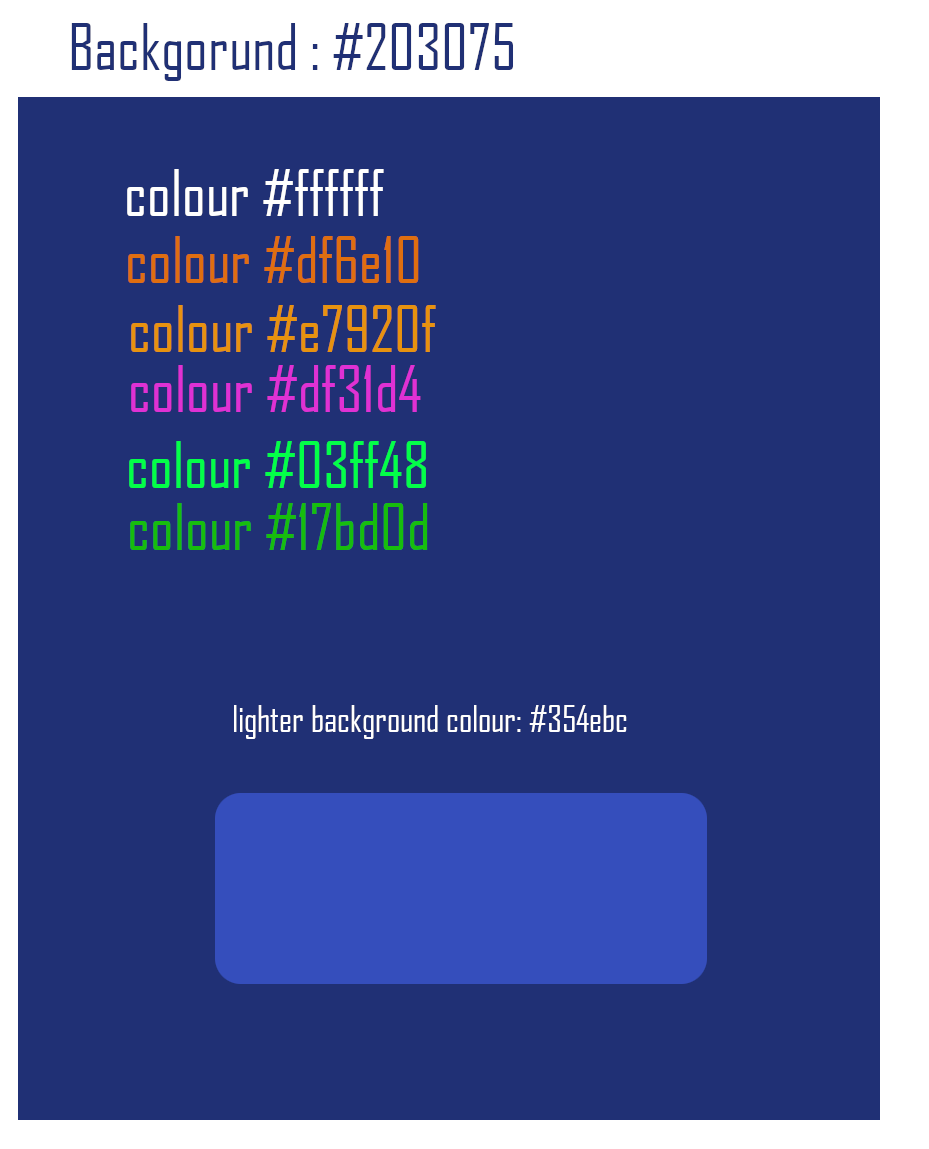 Backgorund : #203075
colour #ffffff
colour #df6e10
colour #e7920f
colour #df31d4
colour #03ff48
colour #17bd0d
lighter background colour: #354ebc